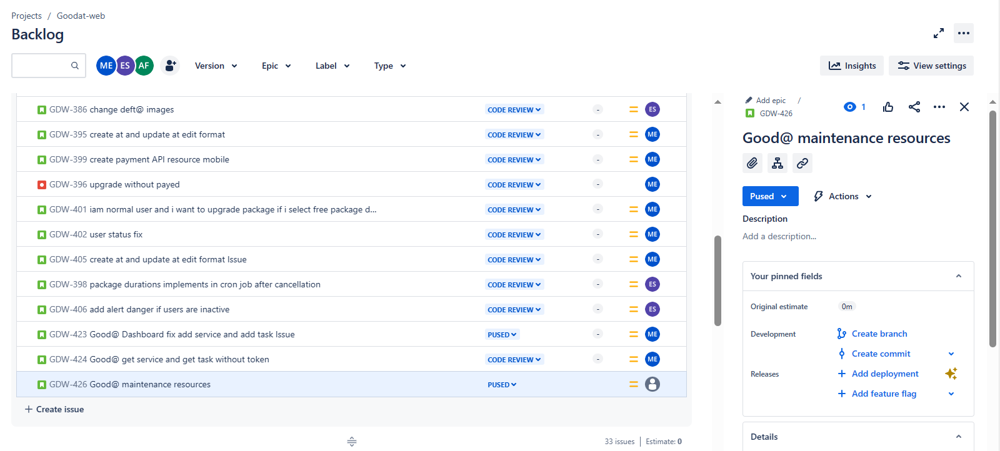 Projects / Goodat-web
Backlog
ME ES AF Version Epic Label Type Insights View settings
GDW-386 change deft@ images CODE REVIEW - ES
GDW-395 create at and update at edit format CODE REVIEW - ME
GDW-399 create payment API resource mobile CODE REVIEW - ME
GDW-396 upgrade without payed CODE REVIEW - ME
GDW-401 iam normal user and i want to upgrade package if i select free package d... CODE REVIEW - ME
GDW-402 user status fix CODE REVIEW - ME
GDW-405 create at and update at edit format Issue CODE REVIEW - ME
GDW-398 package durations implements in cron job after cancellation CODE REVIEW - ES
GDW-406 add alert danger if users are inactive CODE REVIEW - ES
GDW-423 Good@ Dashboard fix add service and add task Issue PUSED - ME
GDW-424 Good@ get service and get task without token CODE REVIEW - ME
GDW-426 Good@ maintenance resources PUSED
+ Create issue
33 issues Estimate: 0
Add epic /
GDW-426
1
Good@ maintenance resources
Pused Actions
Description
Add a description...
Your pinned fields
Original estimate 0m
Development Create branch
Create commit
Releases + Add deployment
+ Add feature flag
Details